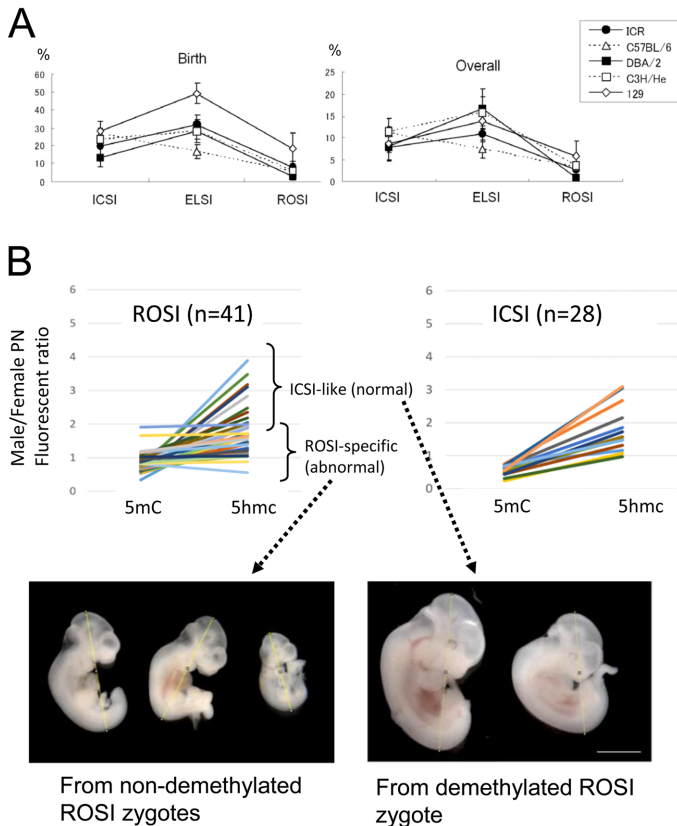 A
%
Birth
60
50
40
30
20
10
0
ICSI
ELSI
ROSI
%
Overall
25
20
15
10
5
0
ICSI
ELSI
ROSI
ICR
C57BL/6
DBA/2
C3H/He
129
B
Male/Female PN
Fluorescent ratio
6
5
4
3
2
1
0
ROSI (n=41)
5mC
5hmc
ICSI-like (normal)
ROSI-specific
(abnormal)
6
5
4
3
2
1
0
ICSI (n=28)
5mC
5hmc
From non-demethylated
ROSI zygotes
From demethylated ROSI
zygote